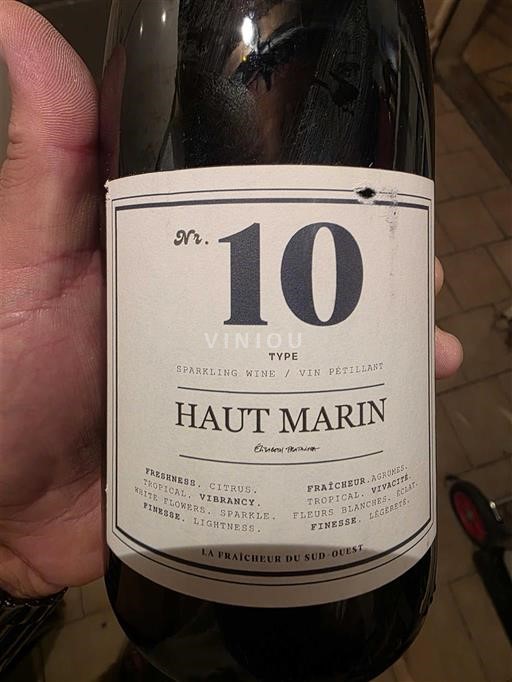 Nr. 10
VINIOU
TYPE
SPARKLING WINE / VIN PÉTILLANT
HAUT MARIN
FRESHNESS. CITRUS.
TROPICAL. VIBRANCY.
WHITE FLOWERS. SPARKLE.
FINESSE. LIGHTNESS.
FRAÎCHEUR.AGRUMES.
TROPICAL. VIVACITÉ.
FLEURS BLANCHES. ÉCLAT.
FINESSE. LÉGÈRETÉ.
LA FRAÎCHEUR DU SUD-OUEST